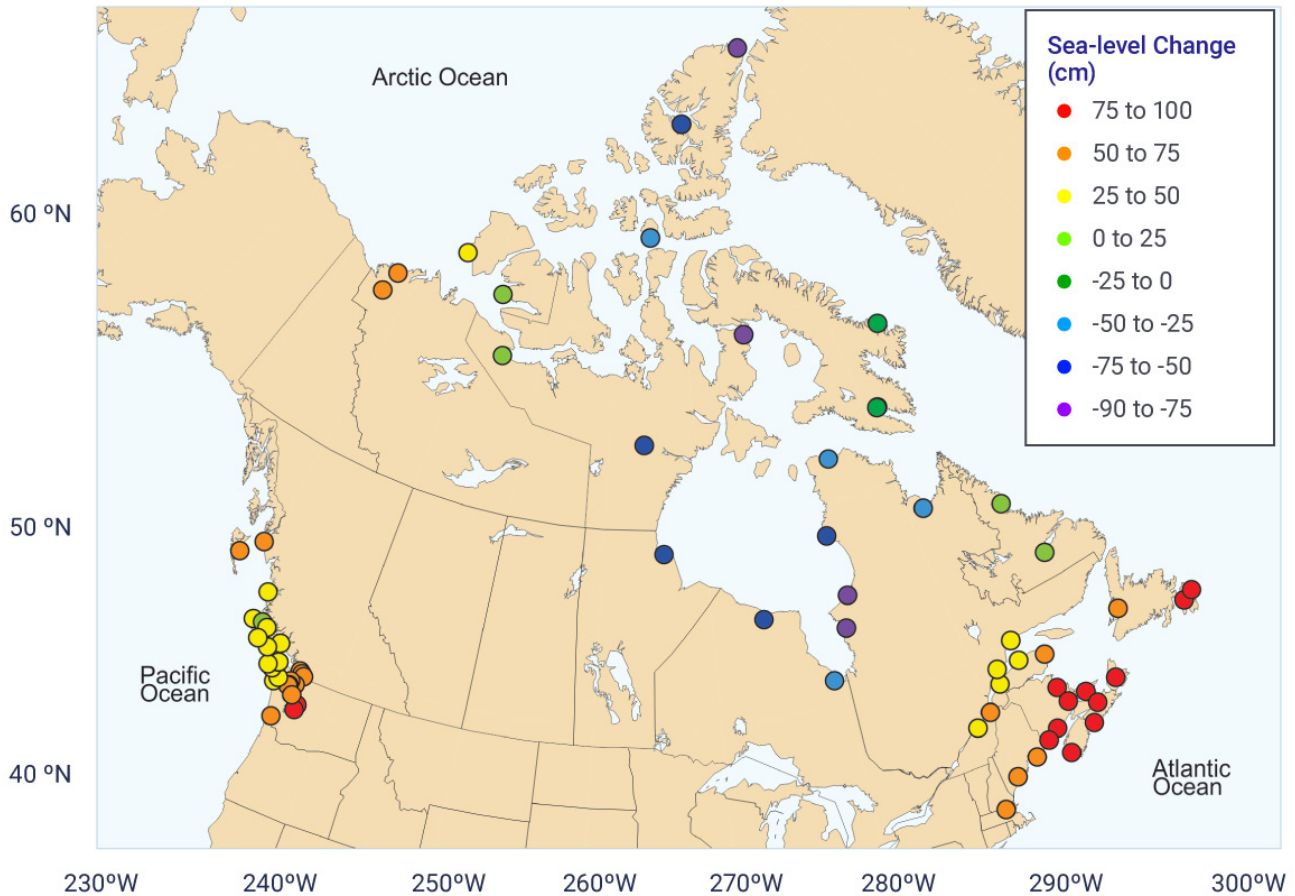 Arctic Ocean
Sea-level Change
(cm)
75 to 100
50 to 75
25 to 50
0 to 25
-25 to 0
-50 to -25
-75 to -50
-90 to -75
60 ºN
50 ºN
40 ºN
Pacific
Ocean
Atlantic
Ocean
230ºW
240ºW
250ºW
260ºW
270ºW
280ºW
290ºW
300ºW